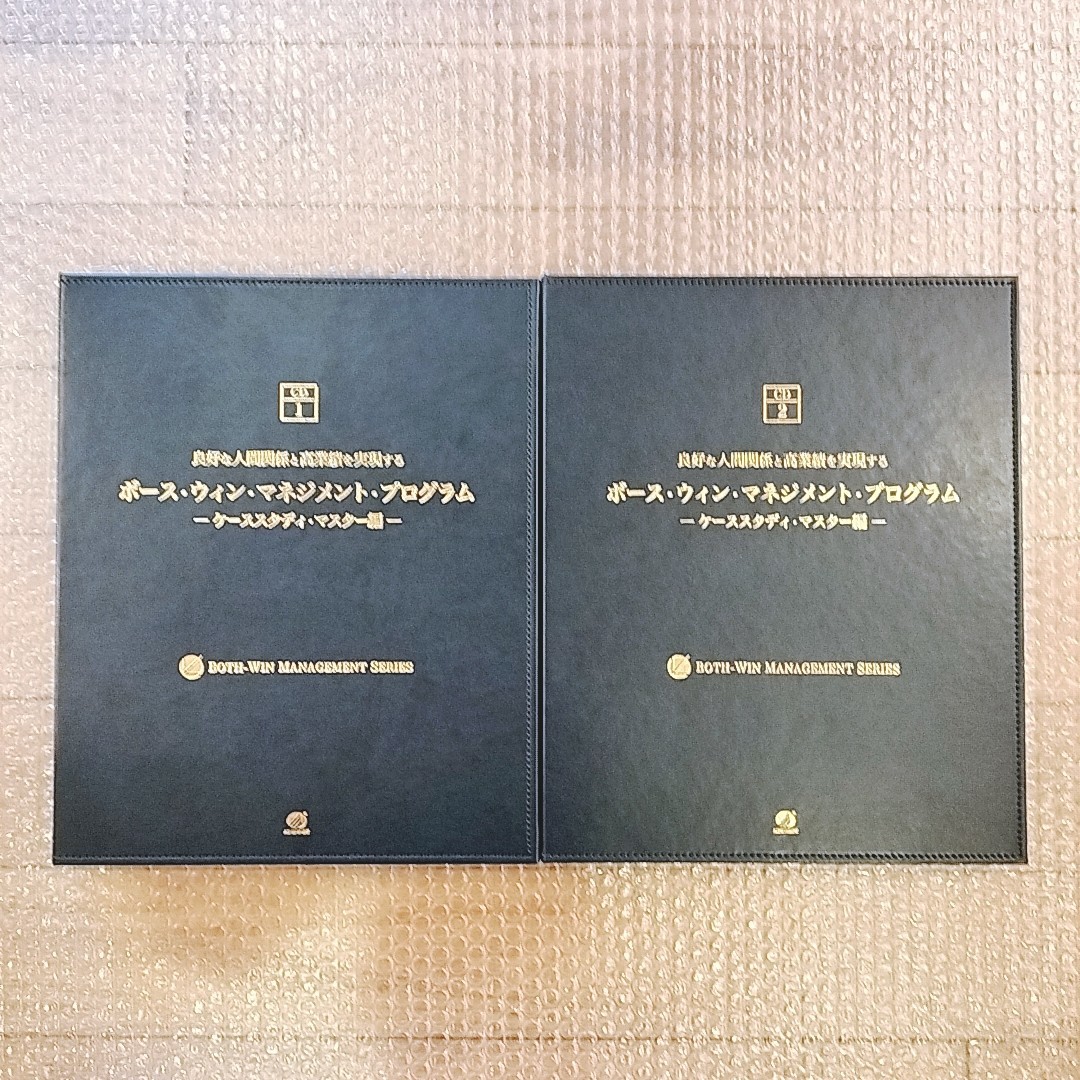 CD
1
良好な人間関係と高業績を実現する
ボース・ウィン・マネジメント・プログラム
－ケーススタディ・マスター編－
BOTH-WIN MANAGEMENT SERIES
CD
2
良好な人間関係と高業績を実現する
ボース・ウィン・マネジメント・プログラム
－ケーススタディ・マスター編－
BOTH-WIN MANAGEMENT SERIES